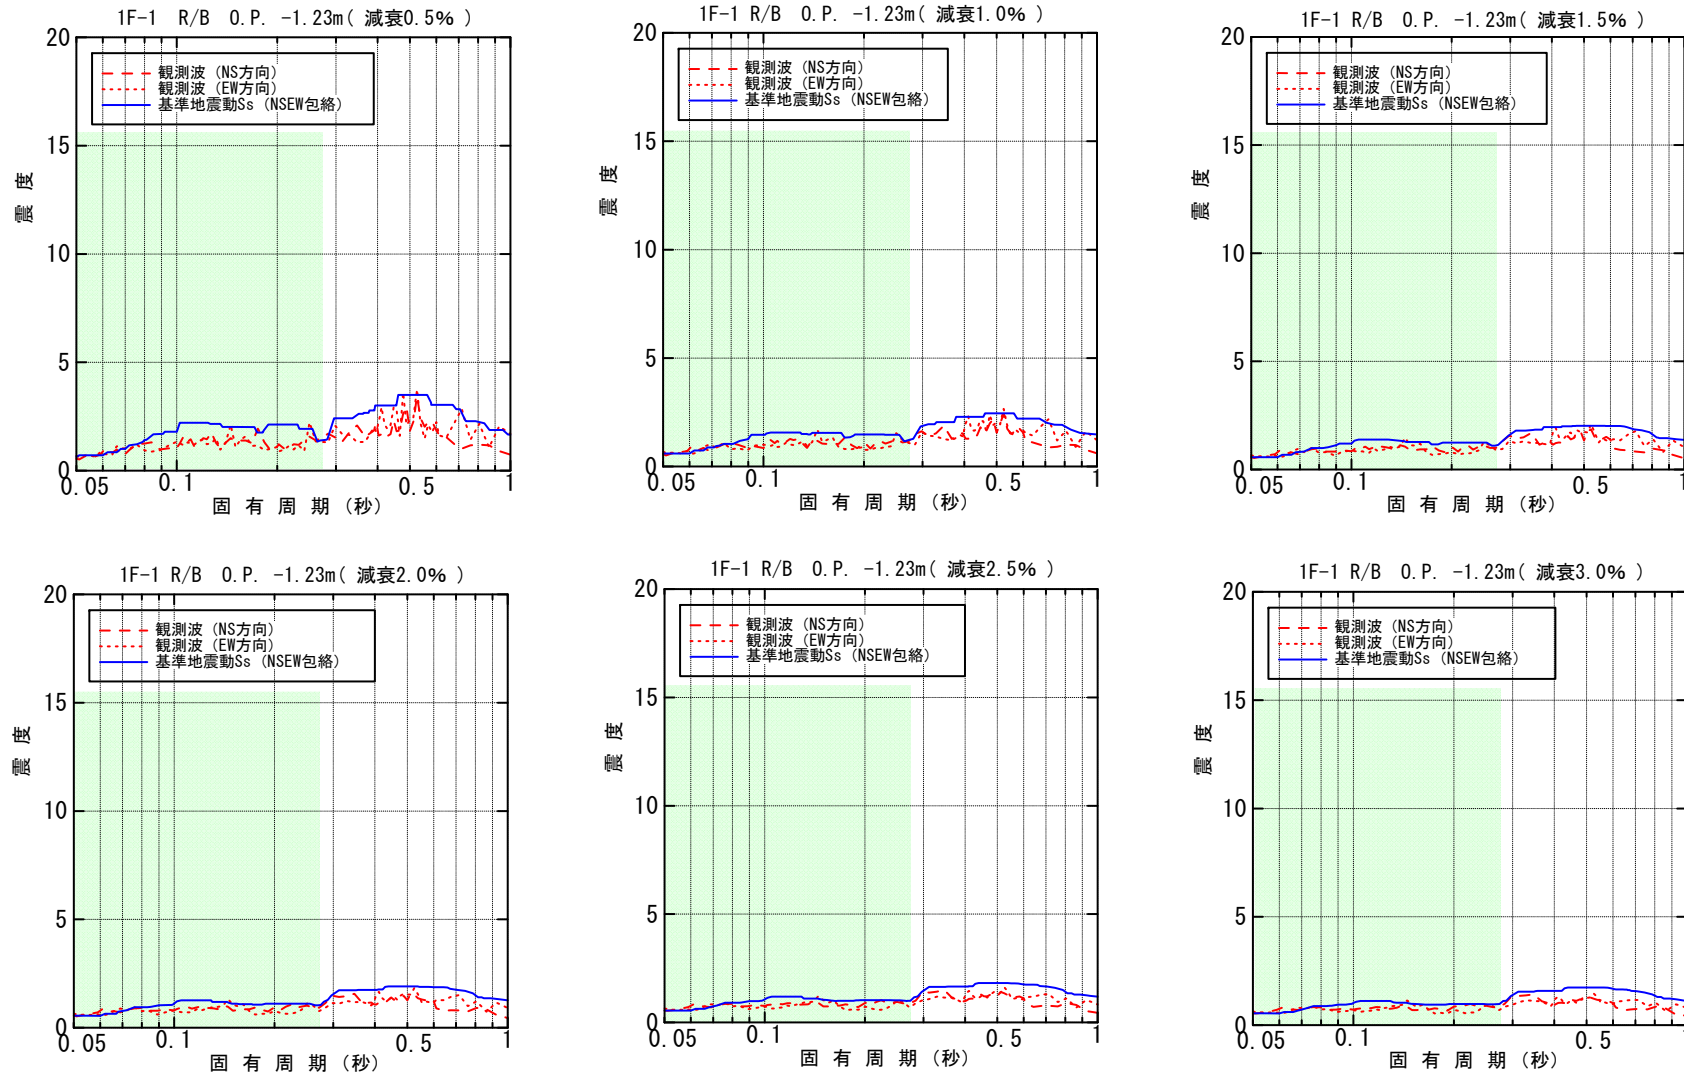 1F-1 R/B O.P. -1.23m( 減衰0.5% )
20
観測波 (NS方向)
観測波 (EW方向)
基準地震動Ss (NSEW包絡)
15
震度
10
5
0
0.05 0.1 0.5 1
固有周期(秒)
1F-1 R/B O.P. -1.23m( 減衰1.0% )
20
観測波 (NS方向)
観測波 (EW方向)
基準地震動Ss (NSEW包絡)
15
震度
10
5
0
0.05 0.1 0.5 1
固有周期(秒)
1F-1 R/B O.P. -1.23m( 減衰1.5% )
20
観測波 (NS方向)
観測波 (EW方向)
基準地震動Ss (NSEW包絡)
15
震度
10
5
0
0.05 0.1 0.5 1
固有周期(秒)
1F-1 R/B O.P. -1.23m( 減衰2.0% )
20
観測波 (NS方向)
観測波 (EW方向)
基準地震動Ss (NSEW包絡)
15
震度
10
5
0
0.05 0.1 0.5 1
固有周期(秒)
1F-1 R/B O.P. -1.23m( 減衰2.5% )
20
観測波 (NS方向)
観測波 (EW方向)
基準地震動Ss (NSEW包絡)
15
震度
10
5
0
0.05 0.1 0.5 1
固有周期(秒)
1F-1 R/B O.P. -1.23m( 減衰3.0% )
20
観測波 (NS方向)
観測波 (EW方向)
基準地震動Ss (NSEW包絡)
15
震度
10
5
0
0.05 0.1 0.5 1
固有周期(秒)